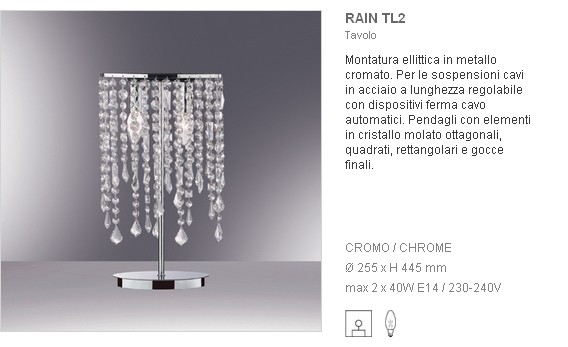 RAIN TL2
Tavolo
Montatura ellittica in metallo
cromato. Per le sospensioni cavi
in acciaio a lunghezza regolabile
con dispositivi ferma cavo
automatici. Pendagli con elementi
in cristallo molato ottagonali,
quadrati, rettangolari e gocce
finali.
CROMO / CHROME
Ø 255 x H 445 mm
max 2 x 40W E14 / 230-240V